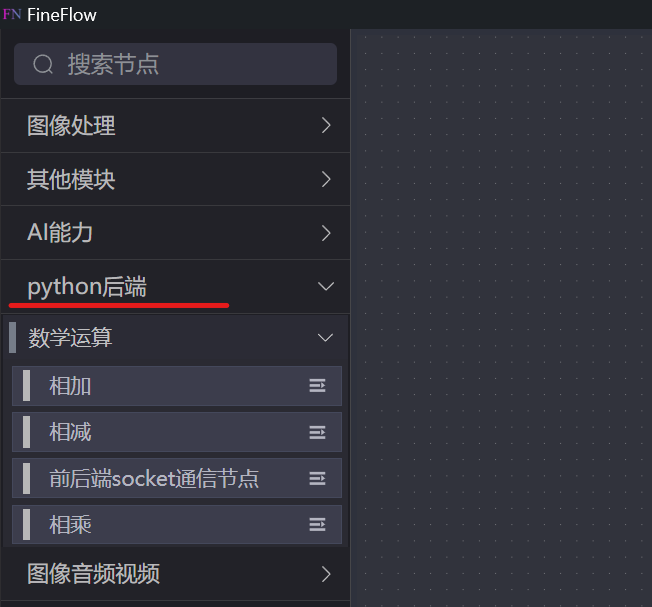 FN FineFlow
搜索节点
图像处理
其他模块
AI能力
python后端
数学运算
相加
相减
前后端socket通信节点
相乘
图像音频视频